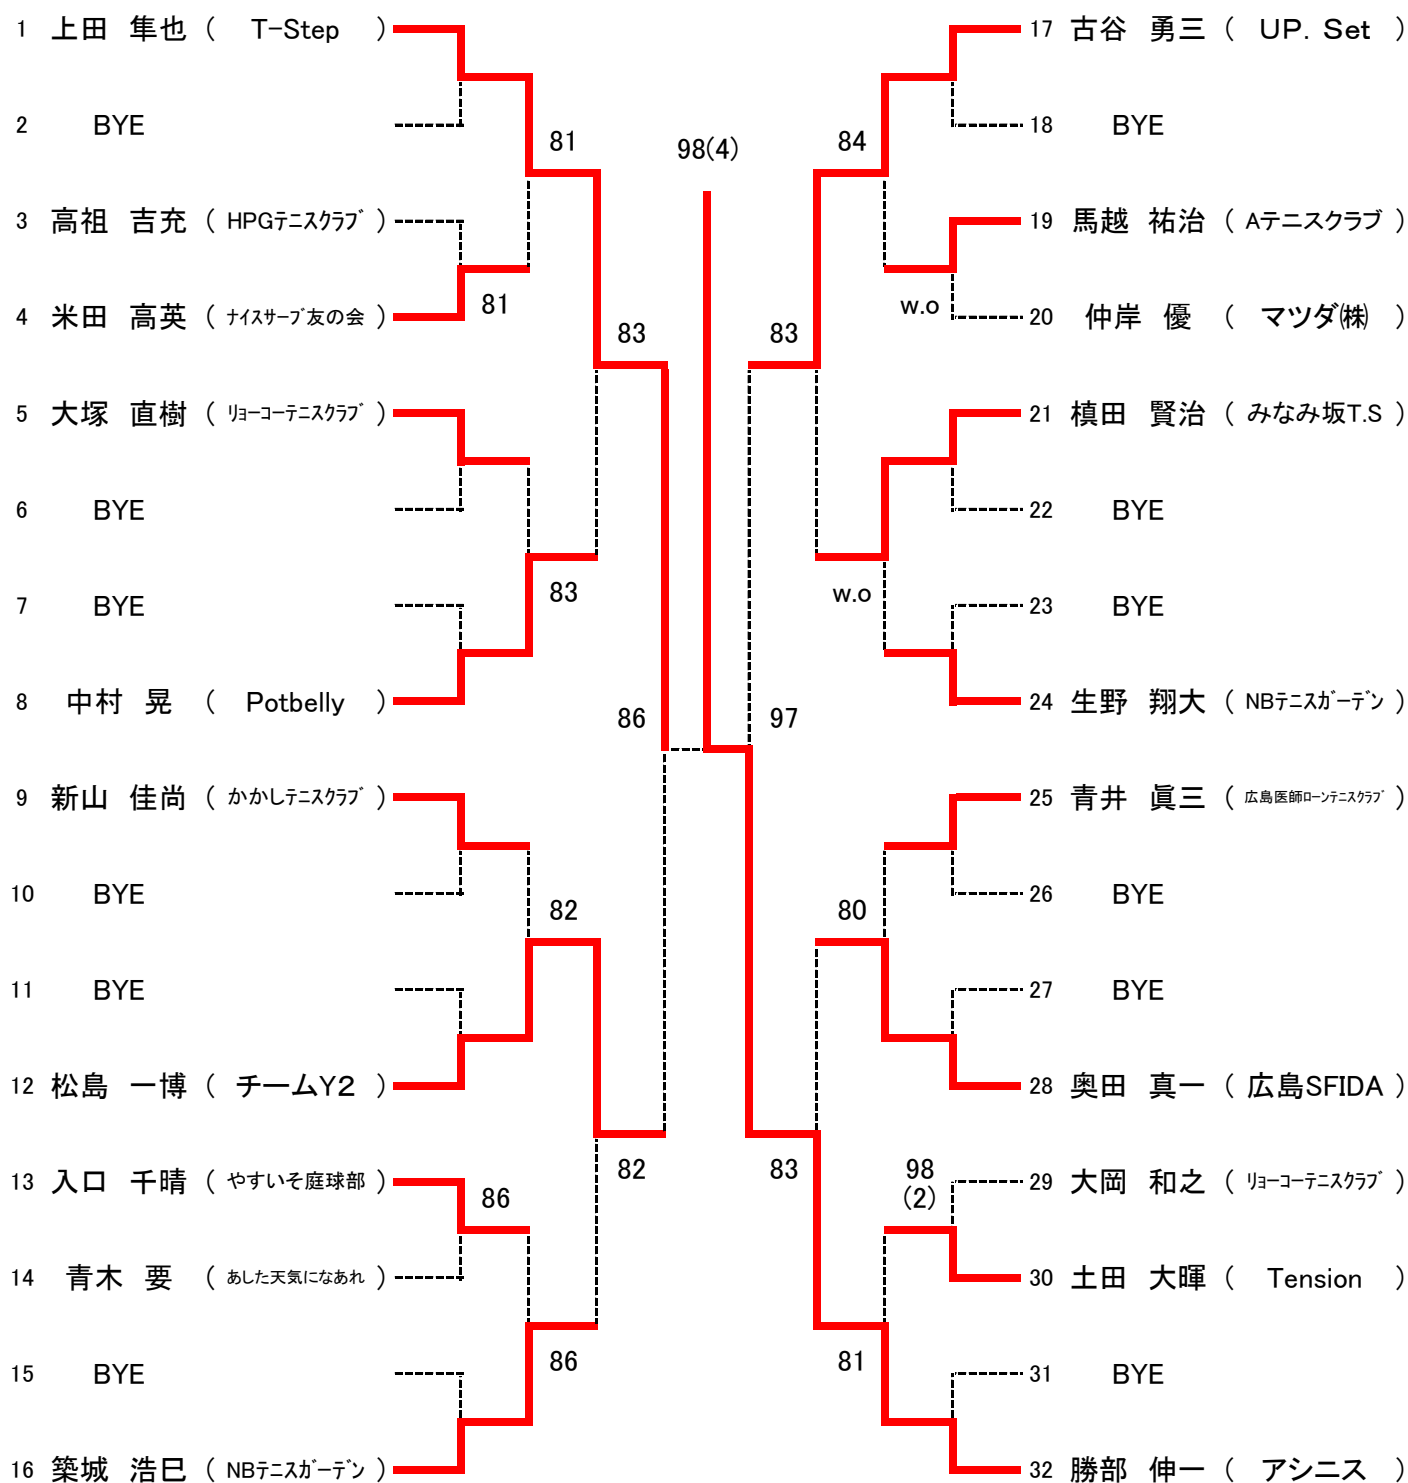 1 上田 隼也 ( T-Step )
2 BYE
81
3 高祖 吉充 ( HPGテニスクラブ )
4 米田 高英 ( ナイスサーブ友の会 )
81
83
5 大塚 直樹 ( リョーコーテニスクラブ )
6 BYE
7 BYE
83
8 中村 晃 ( Potbelly )
86
9 新山 佳尚 ( かかしテニスクラブ )
10 BYE
82
11 BYE
12 松島 一博 ( チームY2 )
82
13 入口 千晴 ( やすいそ庭球部 )
86
14 青木 要 ( あした天気になあれ )
15 BYE
86
16 築城 浩巳 ( NBテニスガーデン )
98(4)
17 古谷 勇三 ( UP. Set )
18 BYE
84
19 馬越 祐治 ( Aテニスクラブ )
w.o
20 仲岸 優 ( マツダ㈱ )
83
21 槙田 賢治 ( みなみ坂T.S )
22 BYE
w.o
23 BYE
24 生野 翔大 ( NBテニスガーデン )
97
25 青井 眞三 ( 広島医師ローンテニスクラブ )
26 BYE
80
27 BYE
28 奥田 真一 ( 広島SFIDA )
83
98
(2)
29 大岡 和之 ( リョーコーテニスクラブ )
30 土田 大暉 ( Tension )
81
31 BYE
32 勝部 伸一 ( アシニス )